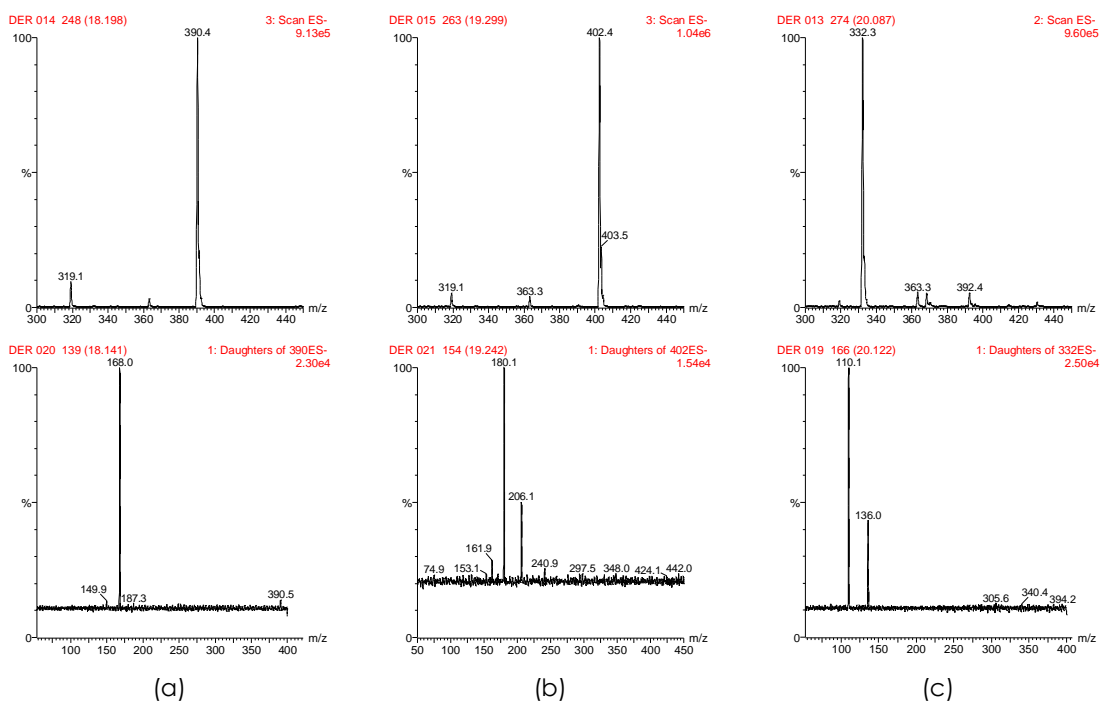 DER 014 248 (18.198)
3: Scan ES-
9.13e5
100
390.4
%
319.1
0
m/z
300 320 340 360 380 400 420 440
DER 015 263 (19.299)
3: Scan ES-
1.04e6
100
402.4
%
403.5
319.1
363.3
0
m/z
300 320 340 360 380 400 420 440
DER 013 274 (20.087)
2: Scan ES-
9.60e5
100
332.3
%
363.3
392.4
0
m/z
300 320 340 360 380 400 420 440
DER 020 139 (18.141)
1: Daughters of 390ES-
2.30e4
100
168.0
%
149.9
187.3
390.5
0
m/z
100 150 200 250 300 350 400
DER 021 154 (19.242)
1: Daughters of 402ES-
1.54e4
100
180.1
%
206.1
161.9
74.9
153.1
240.9
297.5
348.0
424.1
442.0
0
m/z
50 100 150 200 250 300 350 400 450
DER 019 166 (20.122)
1: Daughters of 332ES-
2.50e4
100
110.1
%
136.0
305.6
340.4
394.2
0
m/z
100 150 200 250 300 350 400
(a)
(b)
(c)